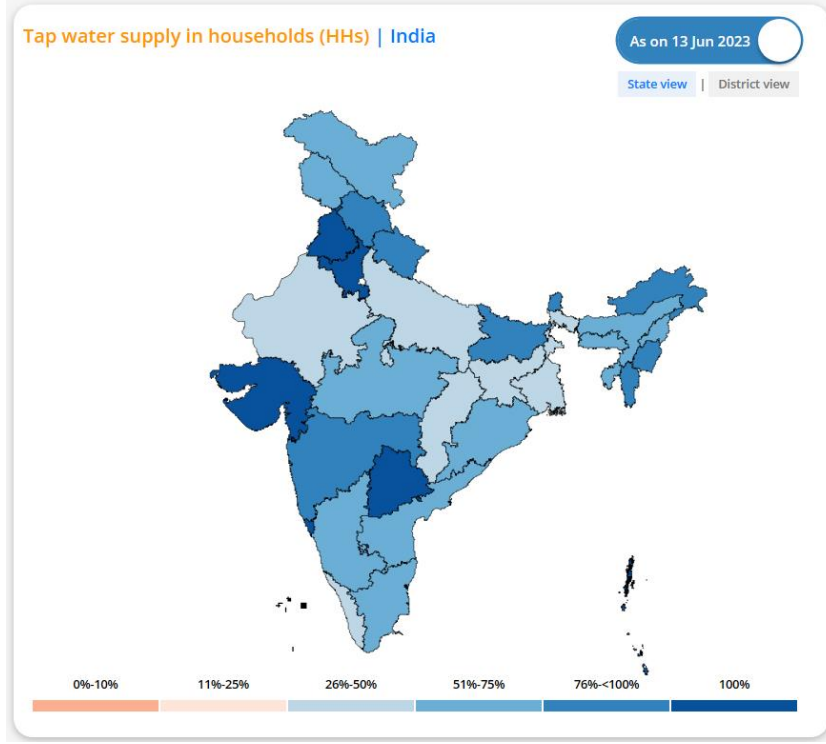 Tap water supply in households (HHs) | India
As on 13 Jun 2023
State view | District view
0%-10% 11%-25% 26%-50% 51%-75% 76%-<100% 100%